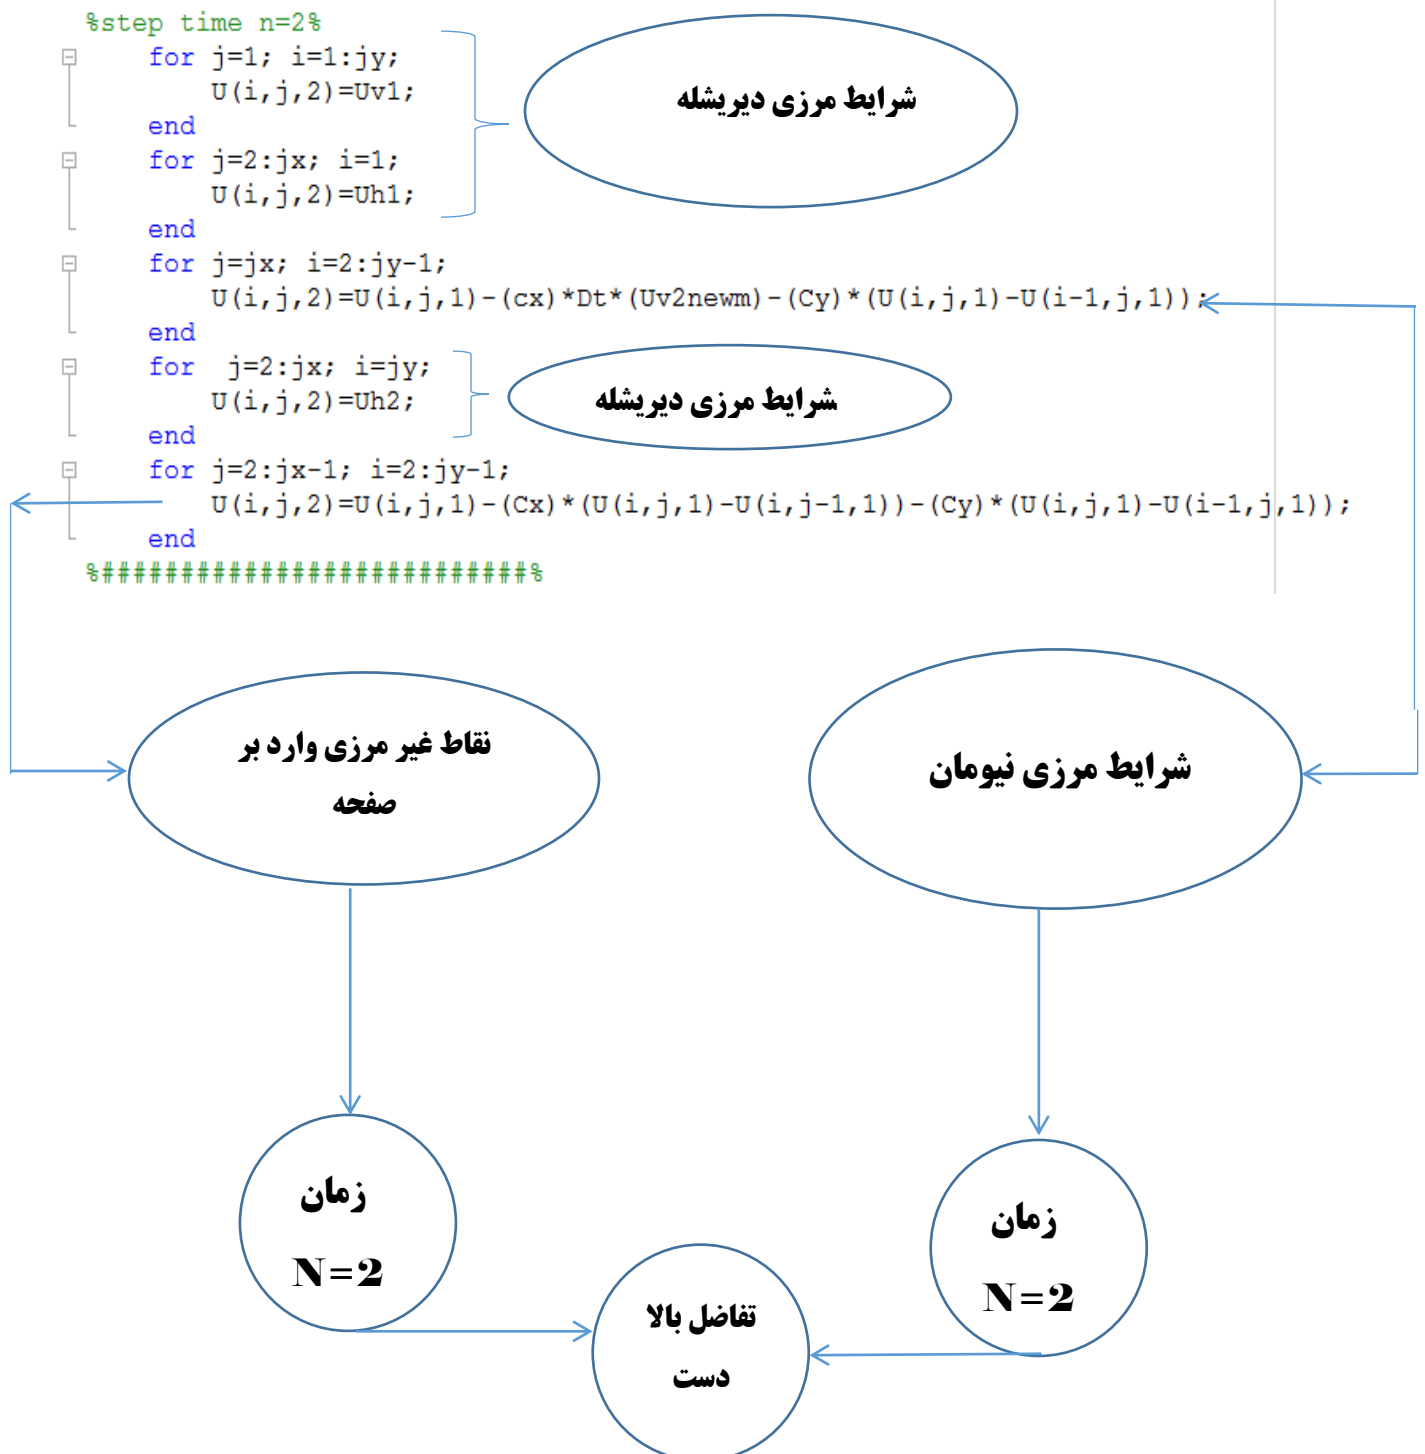 %step time n=2%
for j=1; i=1:jy;
U(i,j,2)=Uv1;
end
for j=2:jx; i=1;
U(i,j,2)=Uh1;
end
for j=jx; i=2:jy-1;
U(i,j,2)=U(i,j,1)-(cx)*Dt*(Uv2newm)-(Cy)*(U(i,j,1)-U(i-1,j,1));
end
for  j=2:jx; i=jy;
U(i,j,2)=Uh2;
end
for j=2:jx-1; i=2:jy-1;
U(i,j,2)=U(i,j,1)-(Cx)*(U(i,j,1)-U(i,j-1,1))-(Cy)*(U(i,j,1)-U(i-1,j,1));
end
%###########################%
شرایط مرزی دیریشله
شرایط مرزی دیریشله
شرایط مرزی نیومان
نقاط غیر مرزی وارد بر
صفحه
زمان
N=2
زمان
N=2
تفاضل بالا
دست